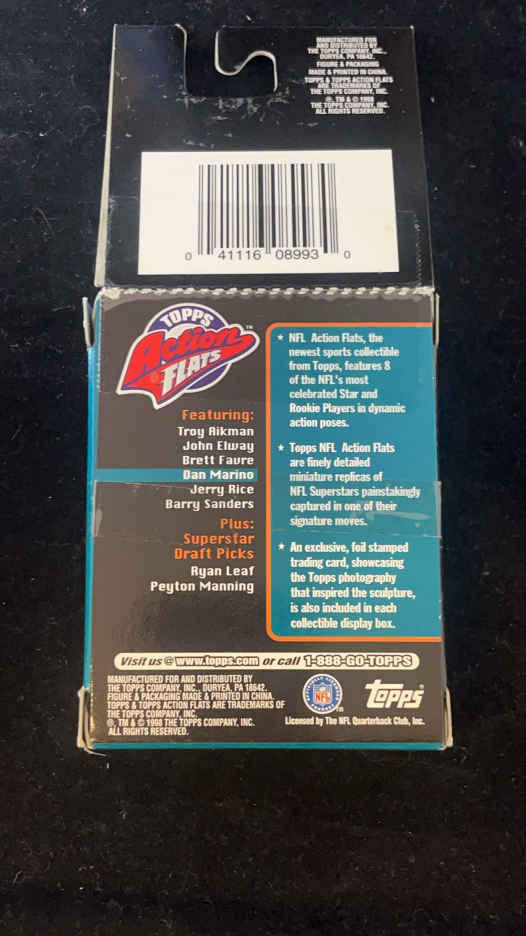 MANUFACTURED FOR
AND DISTRIBUTED BY
THE TOPPS COMPANY, INC.,
DURYEA, PA 18642.
FIGURE & PACKAGING
MADE & PRINTED IN CHINA.
TOPPS & TOPPS ACTION FLATS
ARE TRADEMARKS OF
THE TOPPS COMPANY, INC.
®, TM & © 1998
THE TOPPS COMPANY, INC.
ALL RIGHTS RESERVED.
0 41116 08993 0
TOPPS
Action™
FLATS
Featuring:
Troy Aikman
John Elway
Brett Favre
Dan Marino
Jerry Rice
Barry Sanders
Plus:
Superstar
Draft Picks
Ryan Leaf
Peyton Manning
★ NFL Action Flats, the
newest sports collectible
from Topps, features 8
of the NFL's most
celebrated Star and
Rookie Players in dynamic
action poses.
★ Topps NFL Action Flats
are finely detailed
miniature replicas of
NFL Superstars painstakingly
captured in one of their
signature moves.
★ An exclusive, foil stamped
trading card, showcasing
the Topps photography
that inspired the sculpture,
is also included in each
collectible display box.
Visit us @ www.topps.com or call 1-888-GO-TOPPS
MANUFACTURED FOR AND DISTRIBUTED BY
THE TOPPS COMPANY, INC., DURYEA, PA 18642.
FIGURE & PACKAGING MADE & PRINTED IN CHINA.
TOPPS & TOPPS ACTION FLATS ARE TRADEMARKS OF
THE TOPPS COMPANY, INC.
®, TM & © 1998 THE TOPPS COMPANY, INC.
ALL RIGHTS RESERVED.
NFL
TM
Topps®
Licensed by The NFL Quarterback Club, Inc.